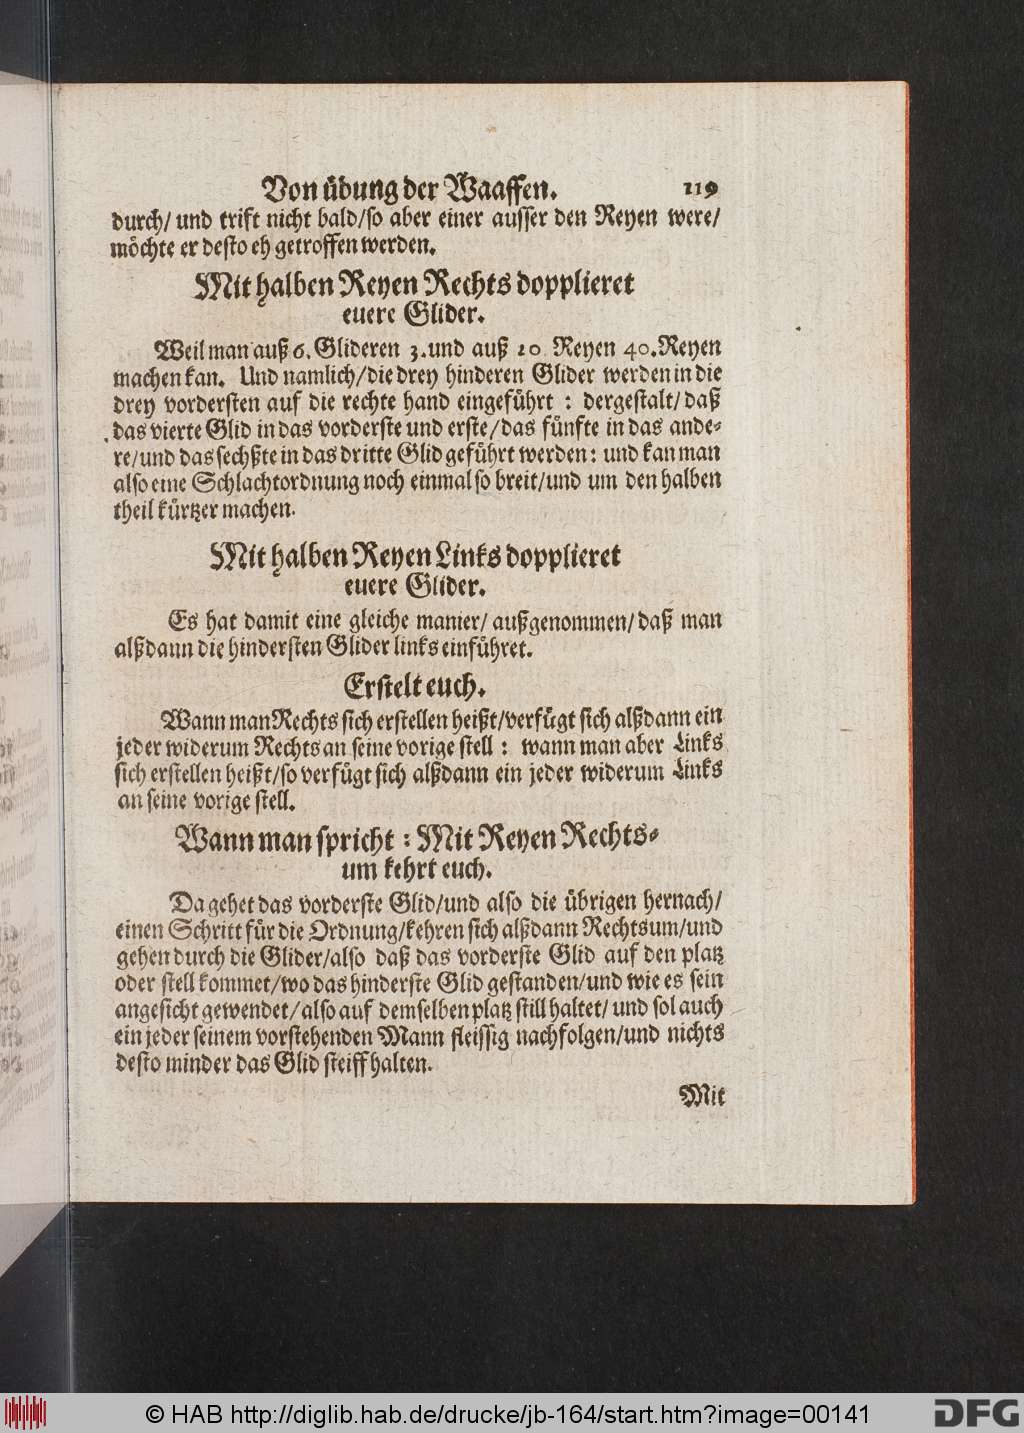 Von übung der Waaffen. 119
durch/ und trift nicht bald/so aber einer ausser den Reyen were/
möchte er desto eh getroffen werden.
Mit halben Reyen Rechts dopplieret
euere Glider.
Weil man auß 6. Glideren 3. und auß 20 Reyen 40. Reyen
machen kan. Und namlich/die drey hinderen Glider werden in die
drey vordersten auf die rechte hand eingeführt : dergestalt/ daß
das vierte Glid in das vorderste und erste/das fünfte in das ande-
re/und das sechßte in das dritte Glid geführt werden: und kan man
also eine Schlachtordnung noch einmal so breit/und um den halben
theil kürtzer machen.
Mit halben Reyen Links dopplieret
euere Glider.
Es hat damit eine gleiche manier/ außgenommen/ daß man
alßdann die hindersten Glider links einführet.
Erstelt euch.
Wann man Rechts sich erstellen heißt/verfügt sich alßdann ein
jeder widerum Rechts an seine vorige stell : wann man aber Links
sich erstellen heißt/so verfügt sich alßdann ein jeder widerum Links
an seine vorige stell.
Wann man spricht : Mit Reyen Rechts-
um kehrt euch.
Da gehet das vorderste Glid/und also die übrigen hernach/
einen Schritt für die Ordnung/kehren sich alßdann Rechtsum/und
gehen durch die Glider/also daß das vorderste Glid auf den platz
oder stell kommet/wo das hinderste Glid gestanden/und wie es sein
angesicht gewendet/also auf demselben platz still haltet/ und sol auch
ein jeder seinem vorstehenden Mann fleissig nachfolgen/und nichts
desto minder das Glid steiff halten.
Mit
© HAB http://diglib.hab.de/drucke/jb-164/start.htm?image=00141
DFG